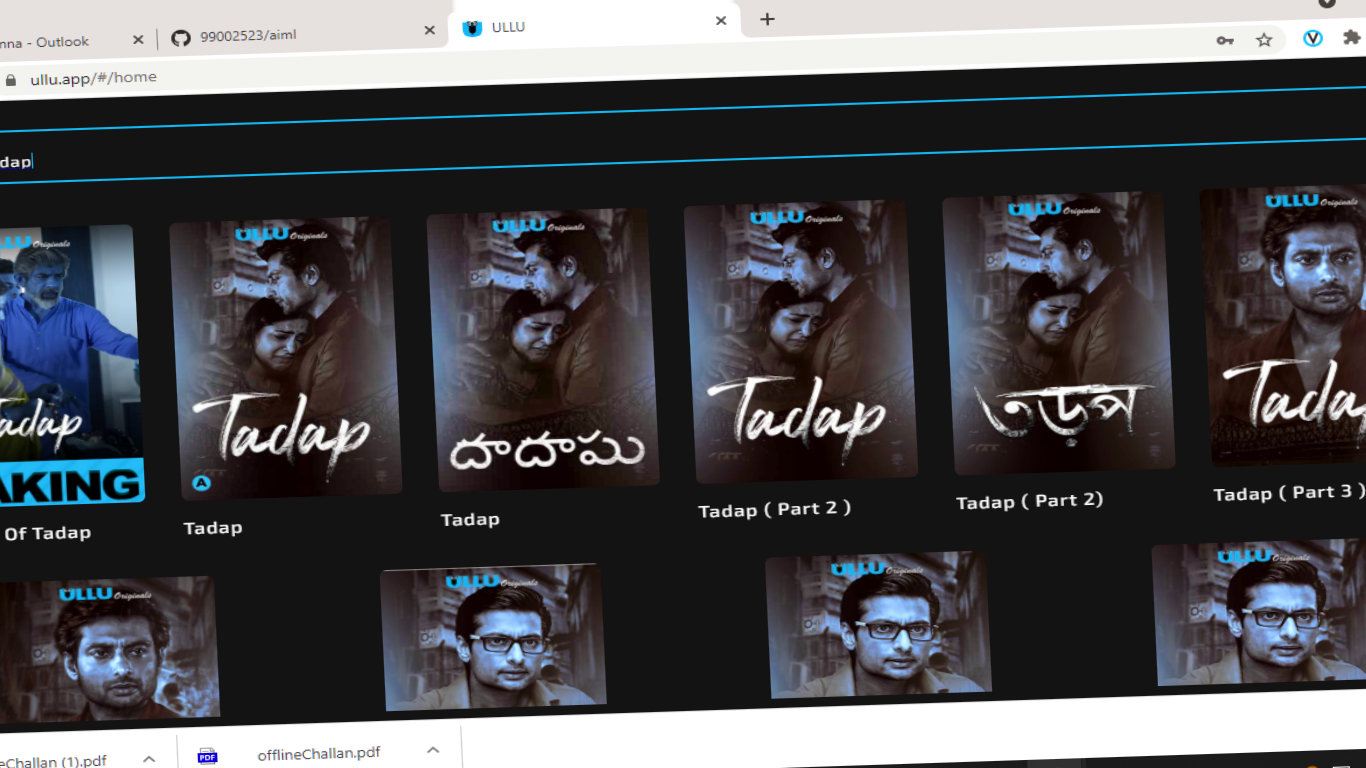 nna - Outlook
99002523/aiml
ULLU
ullu.app/#/home
dap
ULLU Originals
ULLU Originals
ULLU Originals
ULLU Originals
ULLU Originals
ULLU Originals
Tadap
AKING
Tadap
A
దాదాపు
Tadap
তড়প
Tada
Of Tadap
Tadap
Tadap
Tadap ( Part 2 )
Tadap ( Part 2)
Tadap ( Part 3 )
ULLU Originals
ULLU Originals
ULLU Originals
ULLU Originals
eChallan (1).pdf
PDF
offlineChallan.pdf